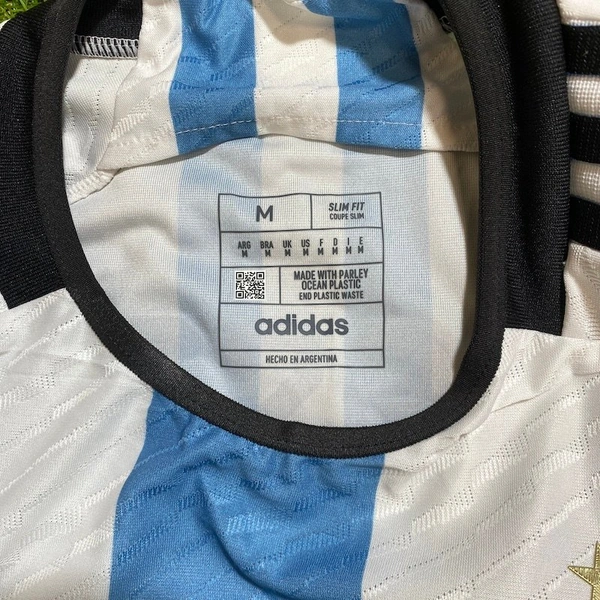 M
SLIM FIT
COUPE SLIM
ARG BRA UK US F D I E
M M M M M M M M
MADE WITH PARLEY
OCEAN PLASTIC
END PLASTIC WASTE
adidas
HECHO EN ARGENTINA